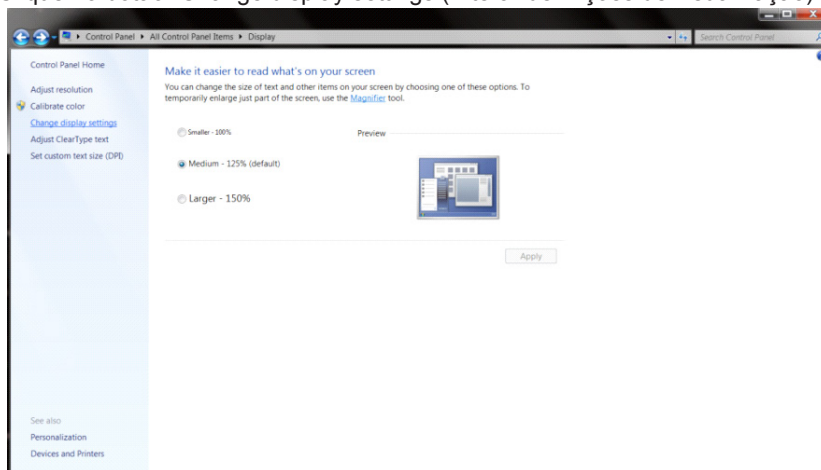 Control Panel ▸ All Control Panel Items ▸ Display
Search Control Panel
Control Panel Home
Adjust resolution
Calibrate color
Change display settings
Adjust ClearType text
Set custom text size (DPI)
Make it easier to read what's on your screen
You can change the size of text and other items on your screen by choosing one of these options. To
temporarily enlarge just part of the screen, use the Magnifier tool.
Smaller - 100%
Preview
Medium - 125% (default)
Larger - 150%
Apply
See also
Personalization
Devices and Printers